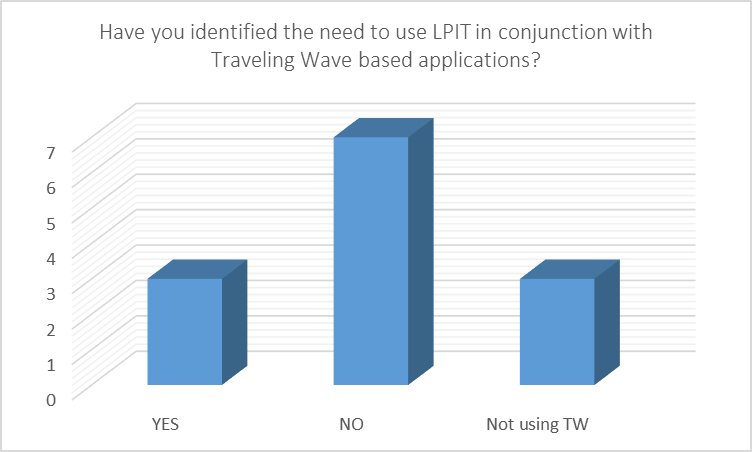 Have you identified the need to use LPIT in conjunction with
Traveling Wave based applications?
7
6
5
4
3
2
1
0
YES NO Not using TW